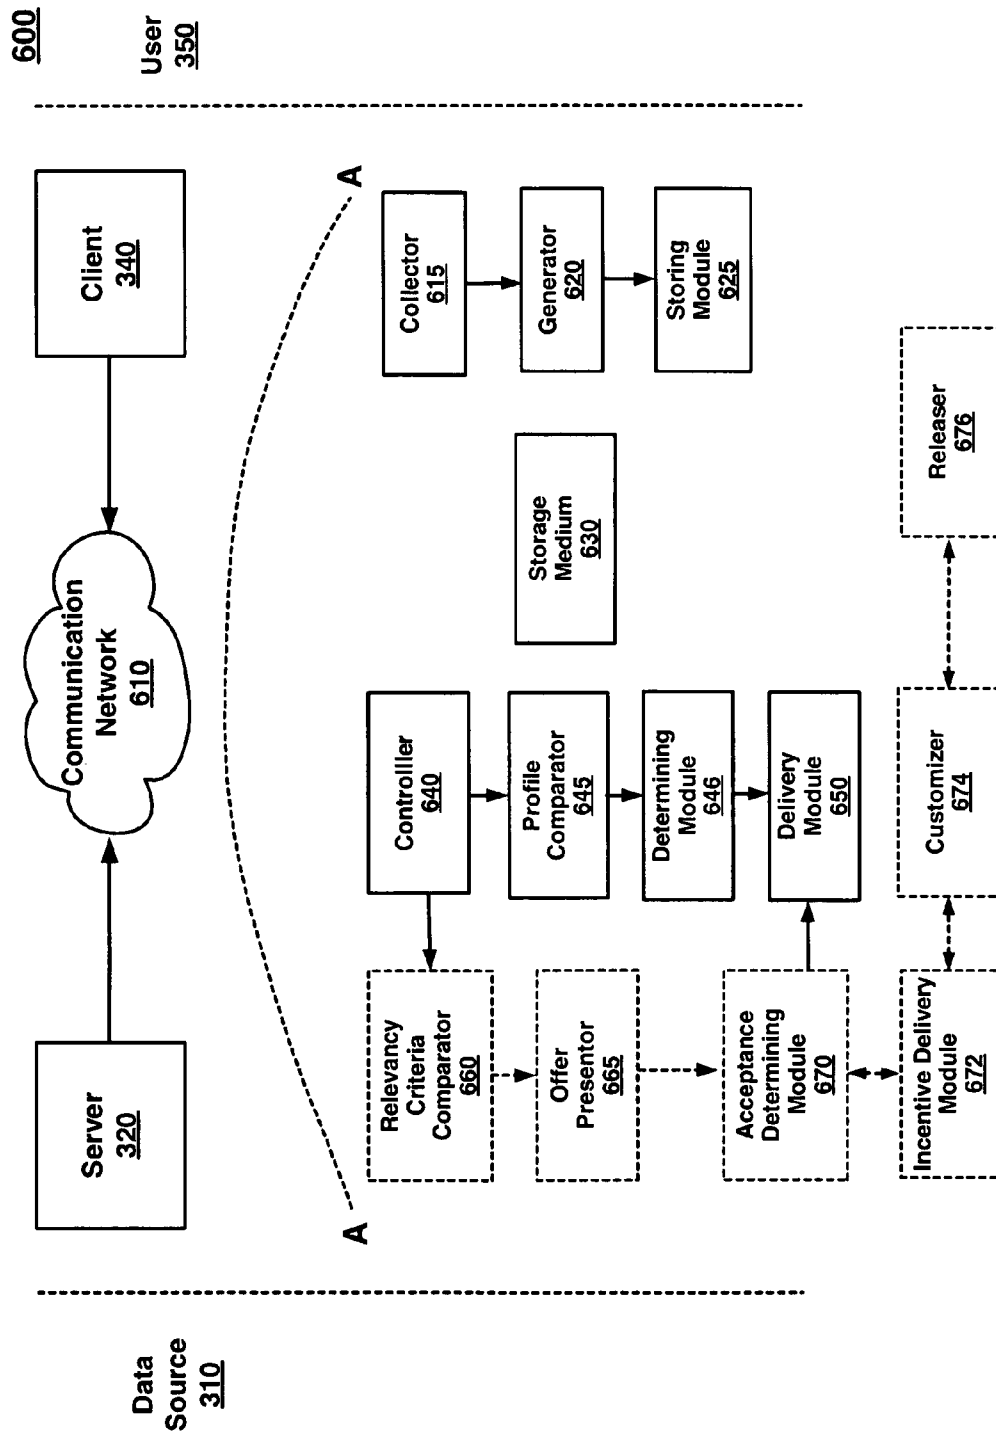 600
Data
Source
310
Server
320
Communication
Network
610
Client
340
User
350
A
A
Relevancy
Criteria
Comparator
660
Controlller
640
Collector
615
Offer
Presentor
665
Profile
Comparator
645
Storage
Medium
630
Generator
620
Acceptance
Determining
Module
670
Determining
Module
646
Storing
Module
625
Delivery
Module
650
Incentive Delivery
Module
672
Customizer
674
Releaser
676